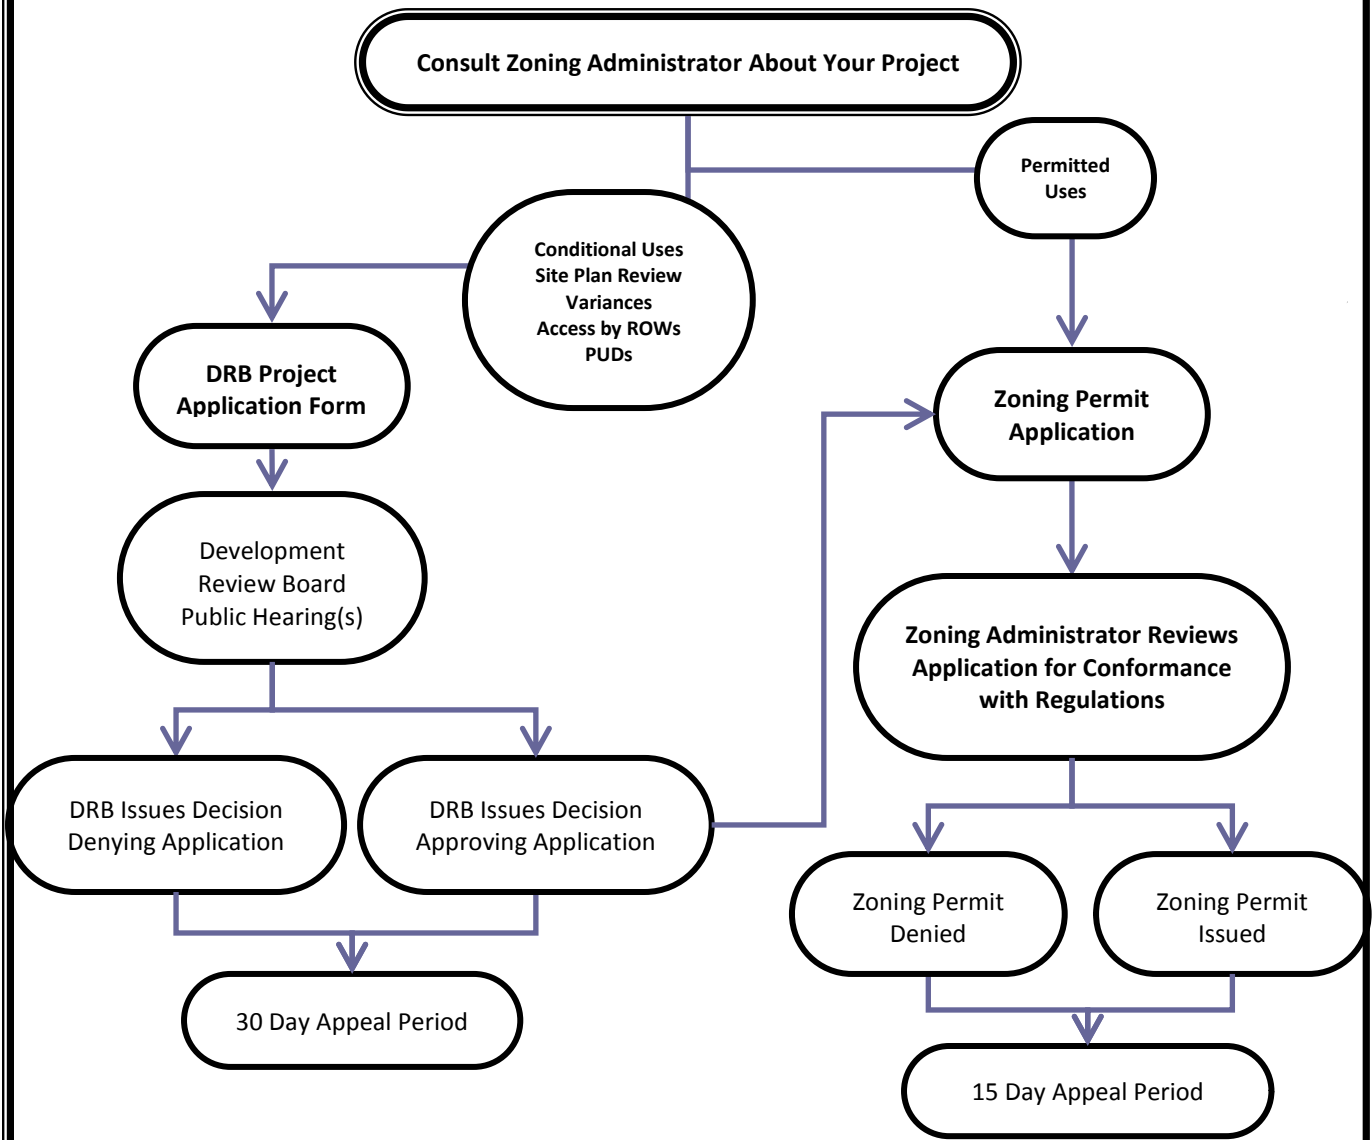 Consult Zoning Administrator About Your Project
Permitted
Uses
Conditional Uses
Site Plan Review
Variances
Access by ROWs
PUDs
DRB Project
Application Form
Zoning Permit
Application
Development
Review Board
Public Hearing(s)
Zoning Administrator Reviews
Application for Conformance
with Regulations
DRB Issues Decision
Denying Application
DRB Issues Decision
Approving Application
Zoning Permit
Denied
Zoning Permit
Issued
30 Day Appeal Period
15 Day Appeal Period